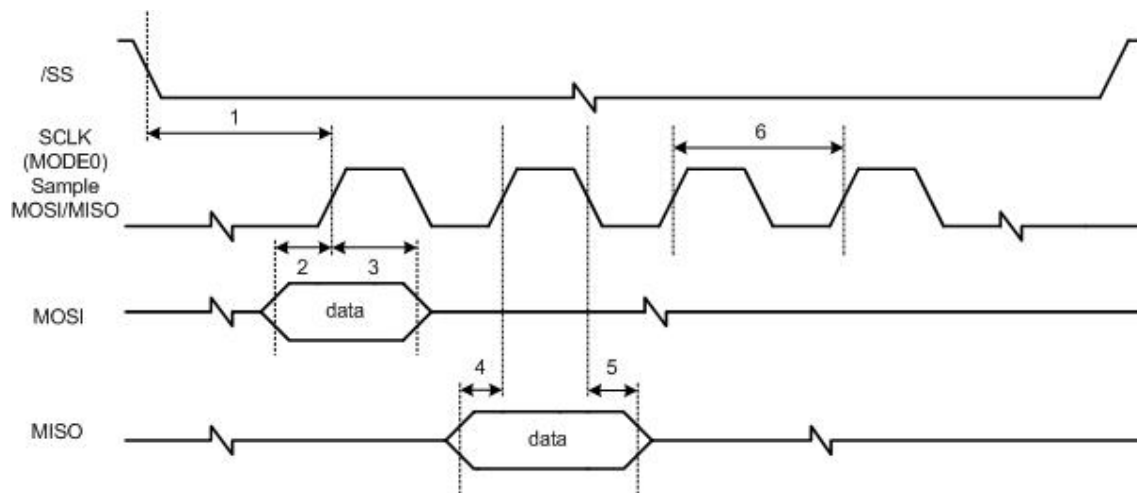 /SS
1
SCLK
(MODE0)
Sample
MOSI/MISO
6
2
3
MOSI
data
4
5
MISO
data